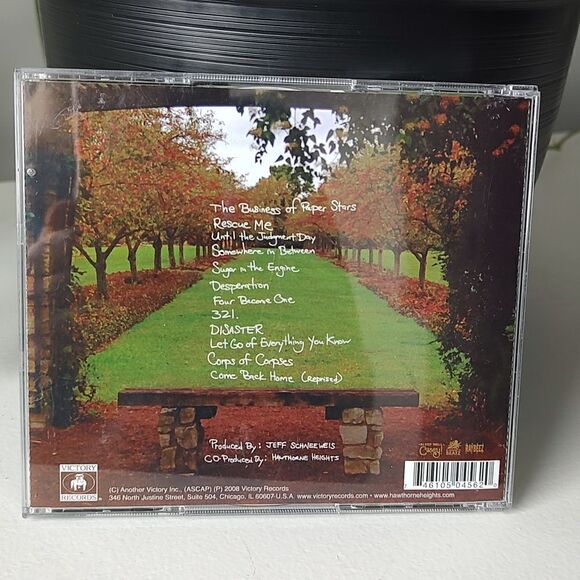 The Business of Paper Stars
Rescue Me
Until the Judgment Day
Somewhere in Between
Sugar in the Engine
Desperation
Four Become One
321.
DISASTER
Let Go of Everything You Know
Corps of Corpses
Come Back Home (Reprised)
Produced By: JEFF SCHNEEWEIS
CO-Produced By: HAWTHORNE HEIGHTS
VICTORY
RECORDS
(C) Another Victory Inc., (ASCAP) (P) 2008 Victory Records
346 North Justine Street, Suite 504, Chicago, IL 60607-U.S.A www.victoryrecords.com • www.hawthorneheights.com
7 46105 04562